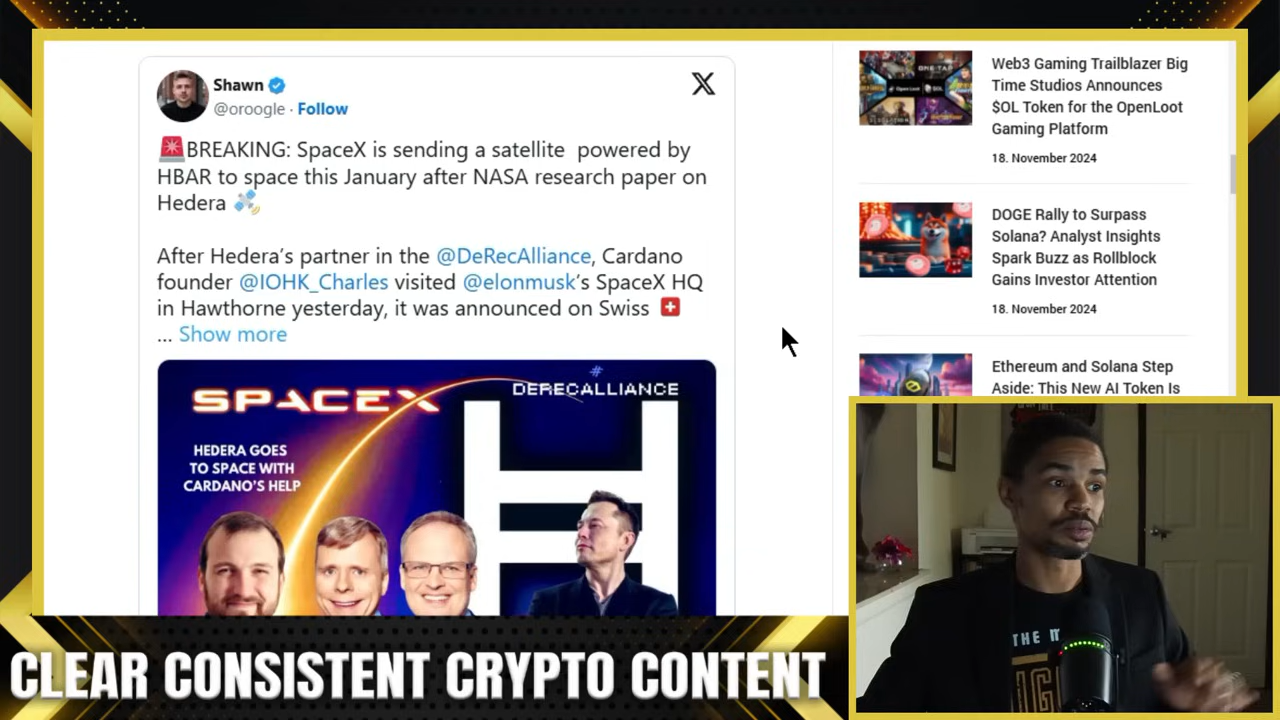 Shawn
@oroogle · Follow
🚨BREAKING: SpaceX is sending a satellite  powered by
HBAR to space this January after NASA research paper on
Hedera 🛰️
After Hedera’s partner in the @DeRecAlliance, Cardano
founder @IOHK_Charles visited @elonmusk’s SpaceX HQ
in Hawthorne yesterday, it was announced on Swiss 🇨🇭
... Show more
SPACEX
#
DERECALLIANCE
HEDERA GOES
TO SPACE WITH
CARDANO'S HELP
Web3 Gaming Trailblazer Big
Time Studios Announces
$OL Token for the OpenLoot
Gaming Platform
18. November 2024
DOGE Rally to Surpass
Solana? Analyst Insights
Spark Buzz as Rollblock
Gains Investor Attention
18. November 2024
Ethereum and Solana Step
Aside: This New AI Token Is
THE
CLEAR CONSISTENT CRYPTO CONTENT